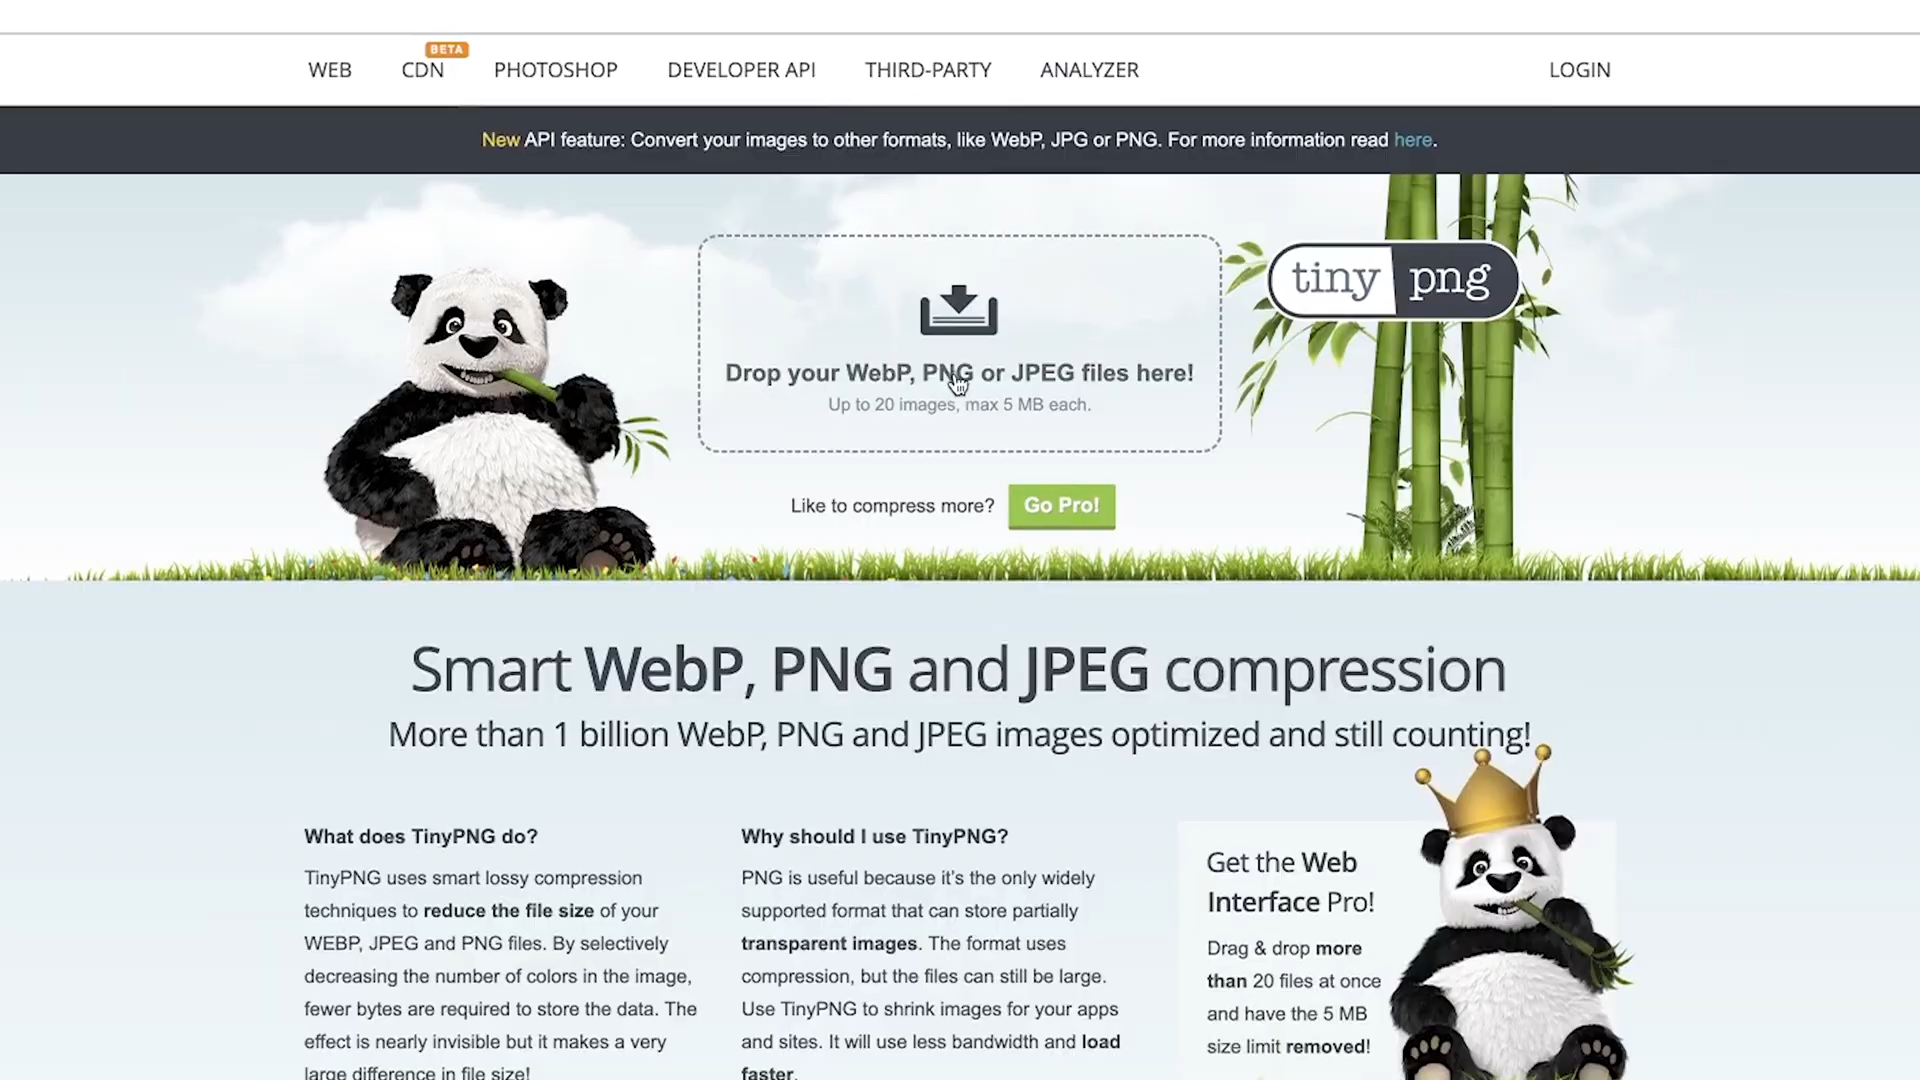 BETA
WEB CDN PHOTOSHOP DEVELOPER API THIRD-PARTY ANALYZER LOGIN
New API feature: Convert your images to other formats, like WebP, JPG or PNG. For more information read here.
tiny png
Drop your WebP, PNG or JPEG files here!
Up to 20 images, max 5 MB each.
Like to compress more? Go Pro!
Smart WebP, PNG and JPEG compression
More than 1 billion WebP, PNG and JPEG images optimized and still counting!
What does TinyPNG do?
TinyPNG uses smart lossy compression
techniques to reduce the file size of your
WEBP, JPEG and PNG files. By selectively
decreasing the number of colors in the image,
fewer bytes are required to store the data. The
effect is nearly invisible but it makes a very
large difference in file size!
Why should I use TinyPNG?
PNG is useful because it's the only widely
supported format that can store partially
transparent images. The format uses
compression, but the files can still be large.
Use TinyPNG to shrink images for your apps
and sites. It will use less bandwidth and load
faster.
Get the Web
Interface Pro!
Drag & drop more
than 20 files at once
and have the 5 MB
size limit removed!